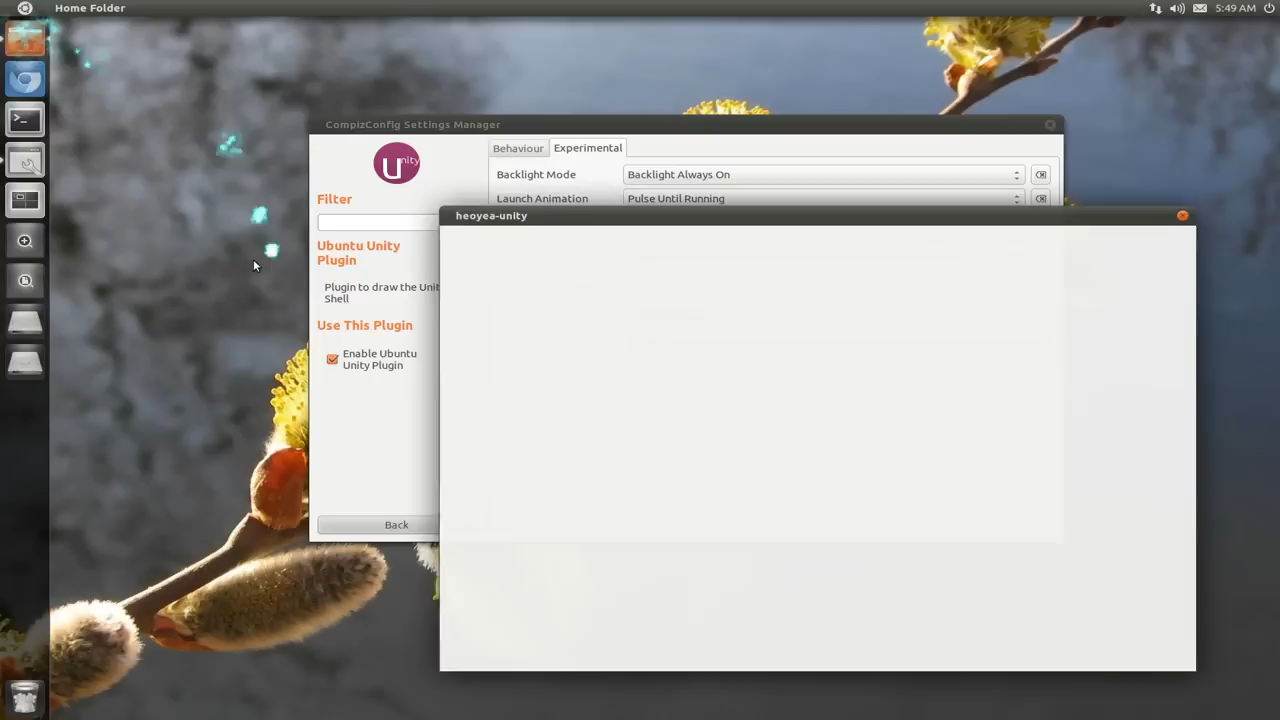 Home Folder
5:49 AM
CompizConfig Settings Manager
Unity
Behaviour
Experimental
Filter
Backlight Mode
Backlight Always On
Launch Animation
Pulse Until Running
heoyea-unity
Ubuntu Unity
Plugin
Plugin to draw the Unit
Shell
Use This Plugin
Enable Ubuntu
Unity Plugin
Back